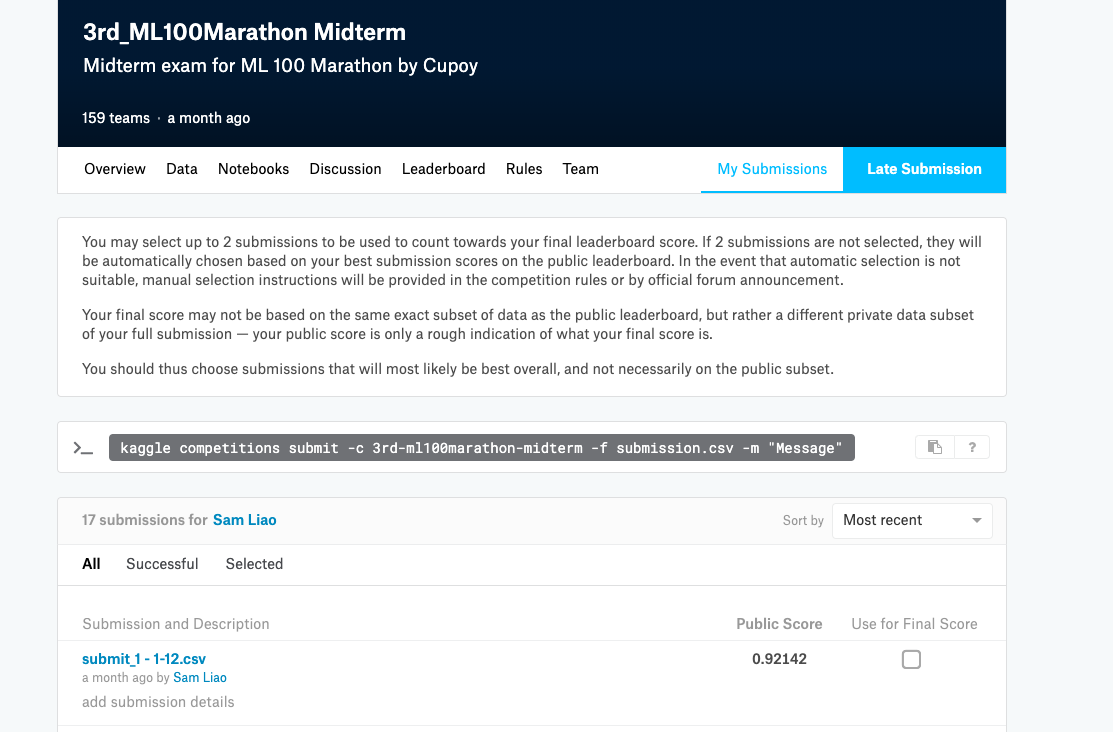 3rd_ML100Marathon Midterm
Midterm exam for ML 100 Marathon by Cupoy
159 teams · a month ago
Overview Data Notebooks Discussion Leaderboard Rules Team My Submissions Late Submission
You may select up to 2 submissions to be used to count towards your final leaderboard score. If 2 submissions are not selected, they will
be automatically chosen based on your best submission scores on the public leaderboard. In the event that automatic selection is not
suitable, manual selection instructions will be provided in the competition rules or by official forum announcement.
Your final score may not be based on the same exact subset of data as the public leaderboard, but rather a different private data subset
of your full submission — your public score is only a rough indication of what your final score is.
You should thus choose submissions that will most likely be best overall, and not necessarily on the public subset.
>_ kaggle competitions submit -c 3rd-ml100marathon-midterm -f submission.csv -m "Message" ?
17 submissions for Sam Liao Sort by Most recent
All Successful Selected
Submission and Description Public Score Use for Final Score
submit_1 - 1-12.csv 0.92142
a month ago by Sam Liao
add submission details